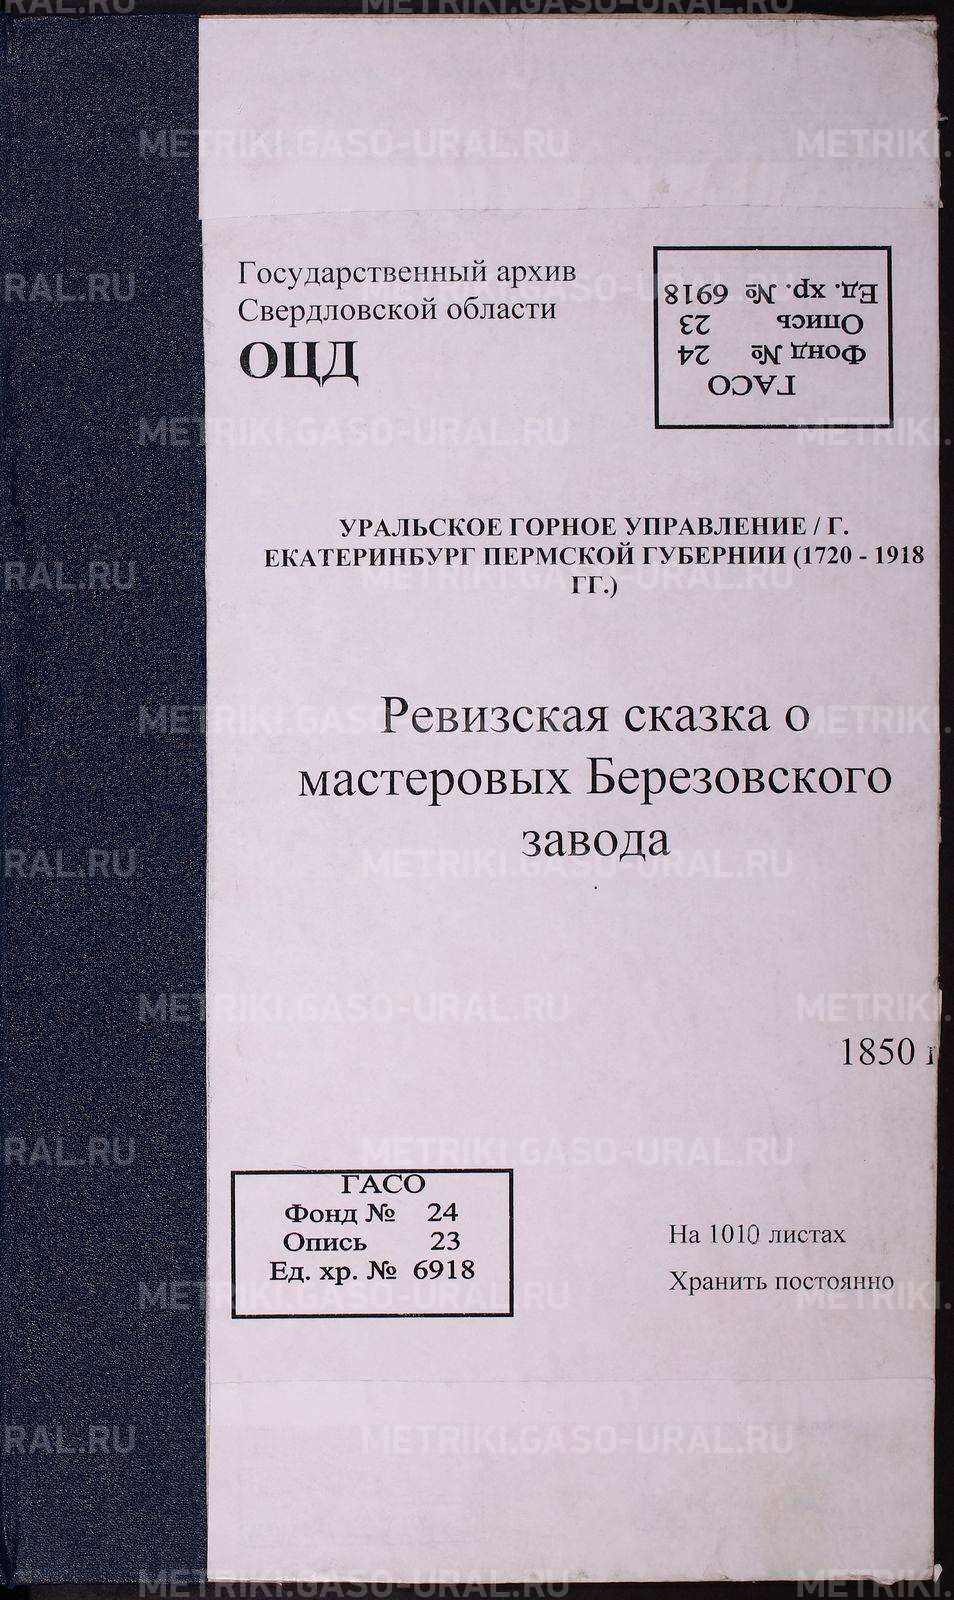 Государственный архив
Свердловской области
ОЦД
ГАСО
Фонд № 24
Опись 23
Ед. хр. № 6918
УРАЛЬСКОЕ ГОРНОЕ УПРАВЛЕНИЕ / Г.
ЕКАТЕРИНБУРГ ПЕРМСКОЙ ГУБЕРНИИ (1720 - 1918
ГГ.)
Ревизская сказка о
мастеровых Березовского
завода
1850 г
ГАСО
Фонд № 24
Опись 23
Ед. хр. № 6918
На 1010 листах
Хранить постоянно
METRIKI.GASO-URAL.RU